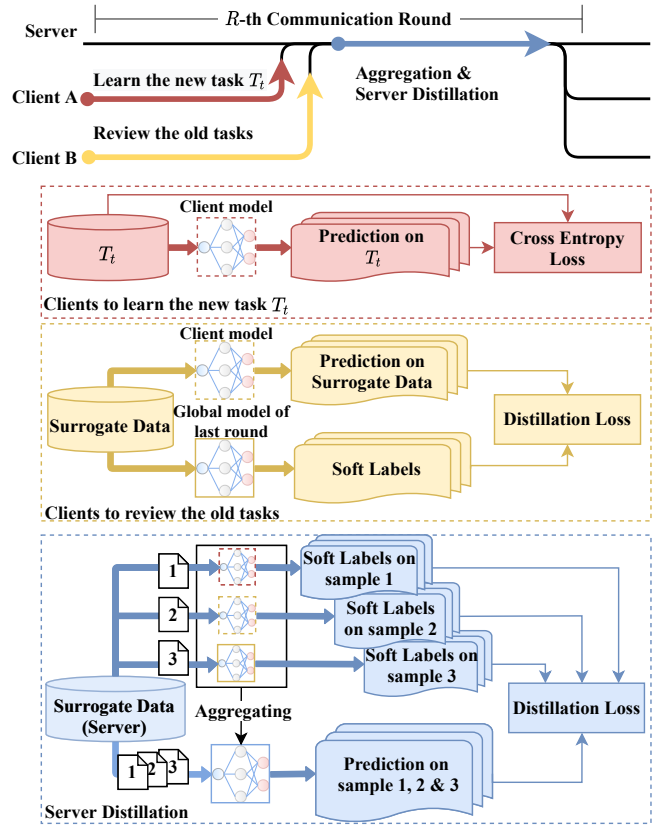 R-th Communication Round
Server
Learn the new task T_t
Client A
Aggregation &
Server Distillation
Review the old tasks
Client B
Client model
T_t
Prediction on
T_t
Cross Entropy
Loss
Clients to learn the new task T_t
Client model
Prediction on
Surrogate Data
Surrogate Data
Global model of
last round
Soft Labels
Distillation Loss
Clients to review the old tasks
1
Soft Labels on
sample 1
2
Soft Labels
on sample 2
3
Soft Labels on
sample 3
Surrogate Data
(Server)
Aggregating
Distillation Loss
1
2
3
Prediction on
sample 1, 2 & 3
Server Distillation